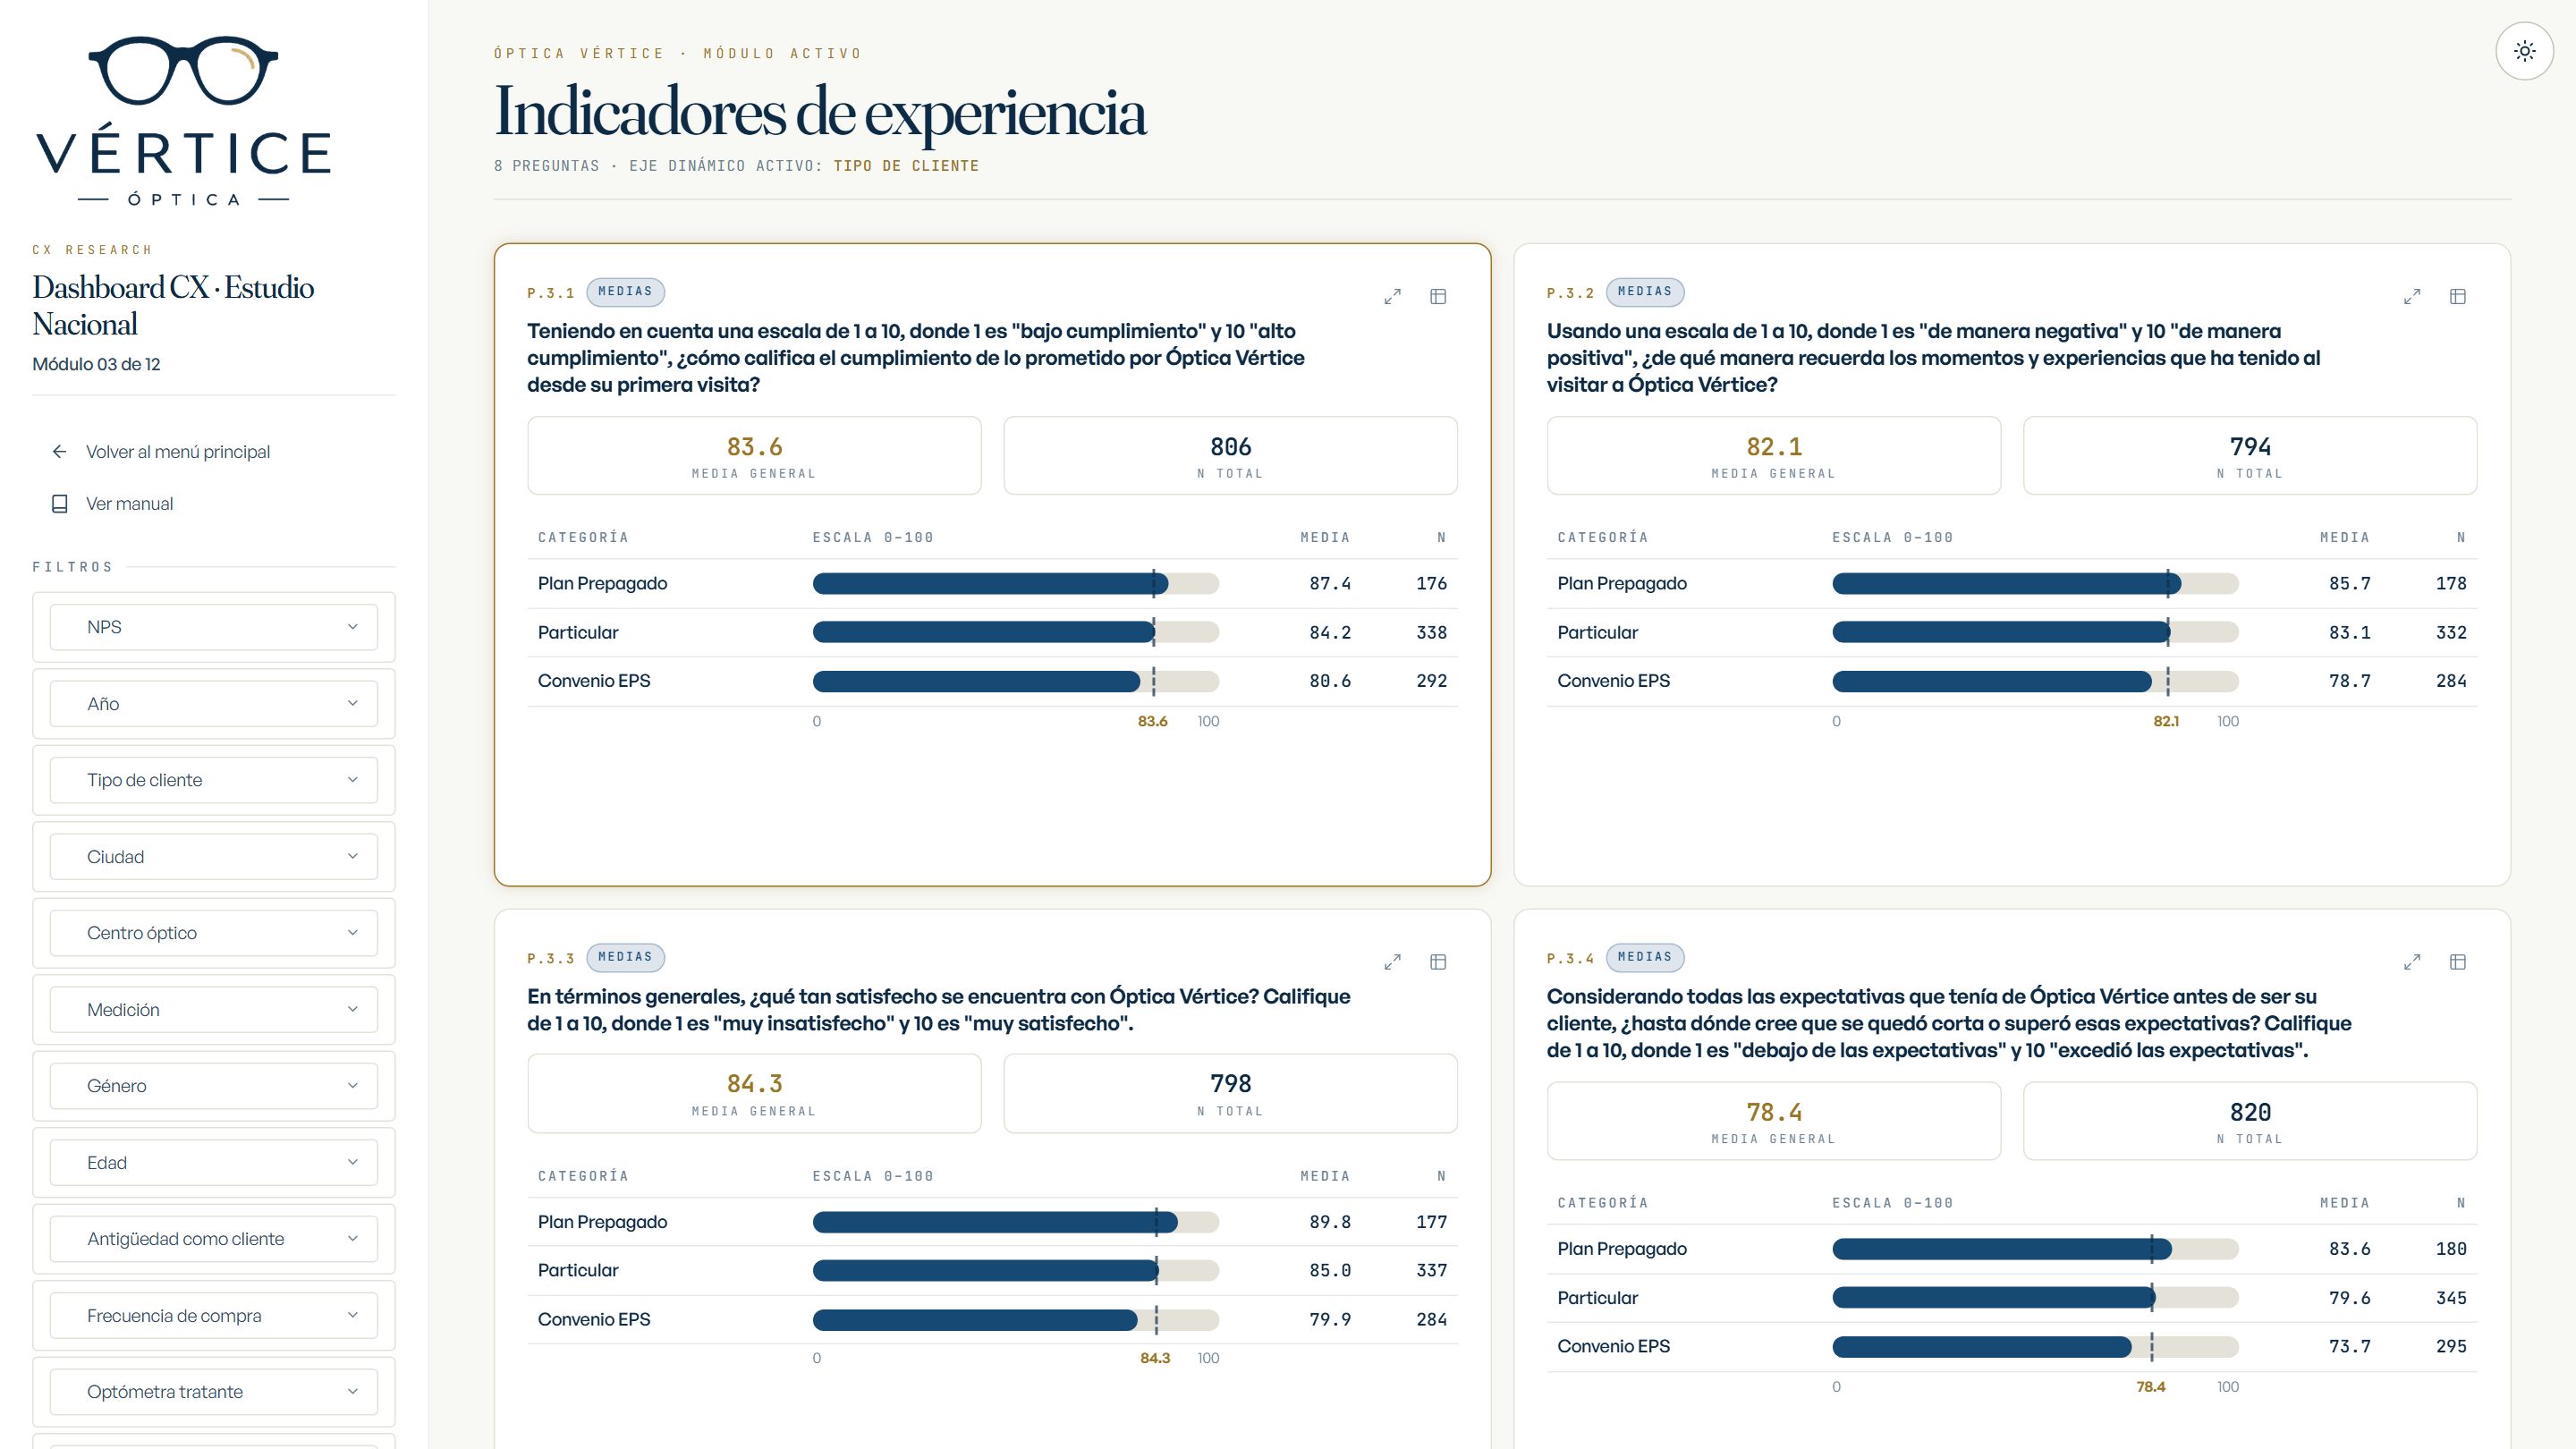 VÉRTICE
ÓPTICA
CX RESEARCH
Dashboard CX · Estudio
Nacional
Módulo 03 de 12
Volver al menú principal
Ver manual
FILTROS
NPS
Año
Tipo de cliente
Ciudad
Centro óptico
Medición
Género
Edad
Antigüedad como cliente
Frecuencia de compra
Optómetra tratante
ÓPTICA VÉRTICE · MÓDULO ACTIVO
Indicadores de experiencia
8 PREGUNTAS · EJE DINÁMICO ACTIVO: TIPO DE CLIENTE
P.3.1 MEDIAS
Teniendo en cuenta una escala de 1 a 10, donde 1 es "bajo cumplimiento" y 10 "alto
cumplimiento", ¿cómo califica el cumplimiento de lo prometido por Óptica Vértice
desde su primera visita?
83.6 806
MEDIA GENERAL N TOTAL
CATEGORÍA ESCALA 0–100 MEDIA N
Plan Prepagado 87.4 176
Particular 84.2 338
Convenio EPS 80.6 292
0 83.6 100
P.3.2 MEDIAS
Usando una escala de 1 a 10, donde 1 es "de manera negativa" y 10 "de manera
positiva", ¿de qué manera recuerda los momentos y experiencias que ha tenido al
visitar a Óptica Vértice?
82.1 794
MEDIA GENERAL N TOTAL
CATEGORÍA ESCALA 0–100 MEDIA N
Plan Prepagado 85.7 178
Particular 83.1 332
Convenio EPS 78.7 284
0 82.1 100
P.3.3 MEDIAS
En términos generales, ¿qué tan satisfecho se encuentra con Óptica Vértice? Califique
de 1 a 10, donde 1 es "muy insatisfecho" y 10 es "muy satisfecho".
84.3 798
MEDIA GENERAL N TOTAL
CATEGORÍA ESCALA 0–100 MEDIA N
Plan Prepagado 89.8 177
Particular 85.0 337
Convenio EPS 79.9 284
0 84.3 100
P.3.4 MEDIAS
Considerando todas las expectativas que tenía de Óptica Vértice antes de ser su
cliente, ¿hasta dónde cree que se quedó corta o superó esas expectativas? Califique
de 1 a 10, donde 1 es "debajo de las expectativas" y 10 "excedió las expectativas".
78.4 820
MEDIA GENERAL N TOTAL
CATEGORÍA ESCALA 0–100 MEDIA N
Plan Prepagado 83.6 180
Particular 79.6 345
Convenio EPS 73.7 295
0 78.4 100